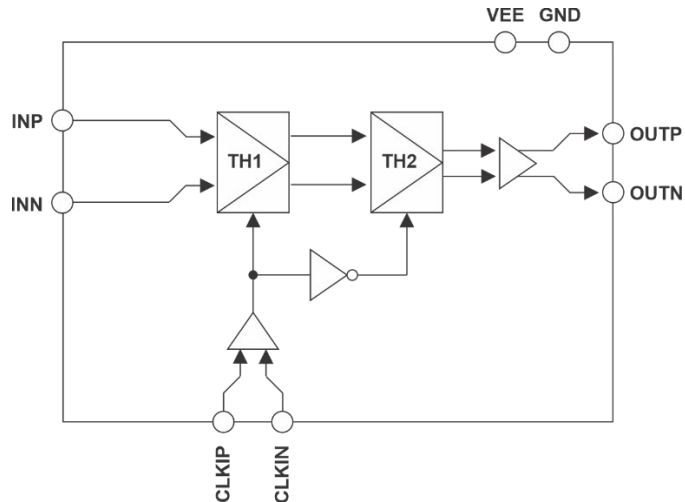 VEE GND
INP
TH1
TH2
OUTP
INN
OUTN
CLKIP
CLKIN